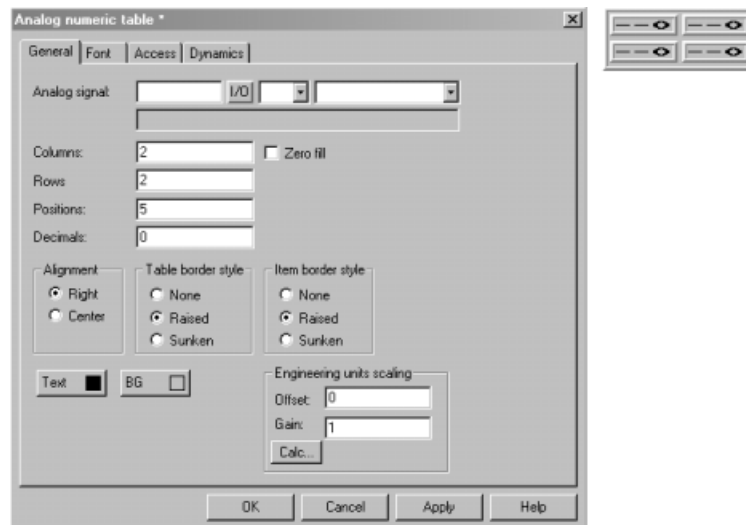 Analog numeric table *
General Font Access Dynamics
Analog signal: I/O
Columns: 2 Zero fill
Rows 2
Positions: 5
Decimals: 0
Alignment Table border style Item border style
Right None None
Center Raised Raised
Sunken Sunken
Text BG Engineering units scaling
Offset: 0
Gain: 1
Calc...
OK Cancel Apply Help